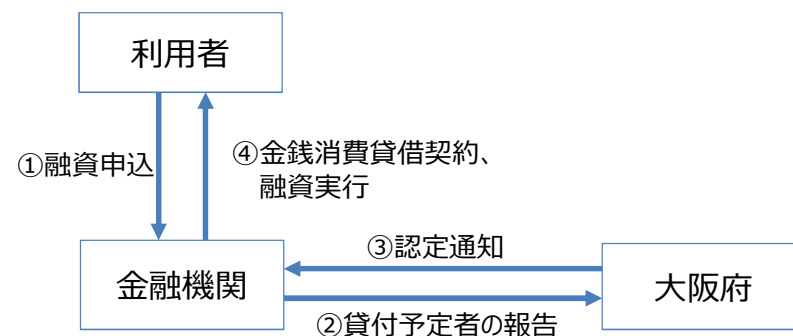 利用者
①融資申込
④金銭消費貸借契約、
融資実行
③認定通知
金融機関
大阪府
②貸付予定者の報告